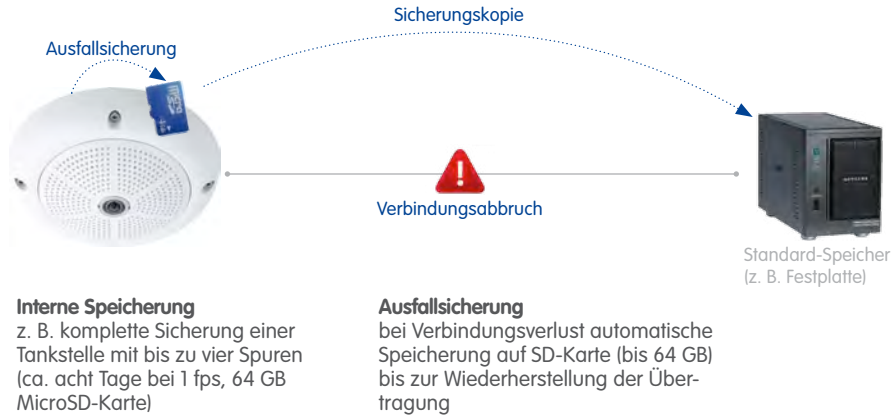 Sicherungskopie
Ausfallsicherung
micro
Verbindungsabbruch
Standard-Speicher
(z. B. Festplatte)
Interne Speicherung
z. B. komplette Sicherung einer
Tankstelle mit bis zu vier Spuren
(ca. acht Tage bei 1 fps, 64 GB
MicroSD-Karte)
Ausfallsicherung
bei Verbindungsverlust automatische
Speicherung auf SD-Karte (bis 64 GB)
bis zur Wiederherstellung der Über-
tragung